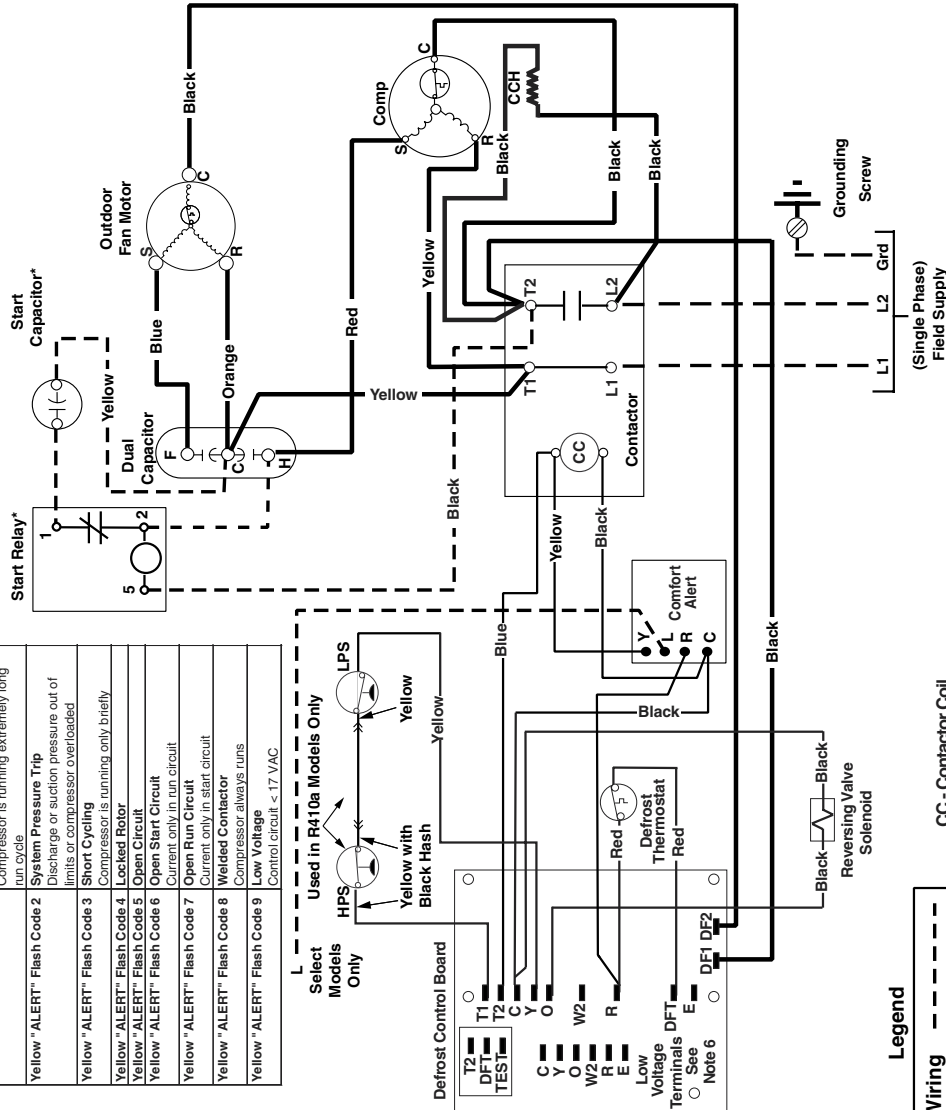 Compressor is running extremely long
run cycle
Yellow "ALERT" Flash Code 2
System Pressure Trip
Discharge or suction pressure out of
limits or compressor overloaded
Yellow "ALERT" Flash Code 3
Short Cycling
Compressor is running only briefly
Yellow "ALERT" Flash Code 4
Locked Rotor
Yellow "ALERT" Flash Code 5
Open Circuit
Yellow "ALERT" Flash Code 6
Open Start Circuit
Current only in run circuit
Yellow "ALERT" Flash Code 7
Open Run Circuit
Current only in start circuit
Yellow "ALERT" Flash Code 8
Welded Contactor
Compressor always runs
Yellow "ALERT" Flash Code 9
Low Voltage
Control circuit < 17 VAC
Start Relay*
1
2
5
Start
Capacitor*
Yellow
Dual
Capacitor
F
C
H
Blue
Orange
Outdoor
Fan Motor
S
R
C
Black
Red
Comp
S
R
C
Black
CCH
Yellow
Yellow
Black
Black
Black
L
Select
Models
Only
Used in R410a Models Only
HPS
LPS
Yellow with
Black Hash
Yellow
Yellow
Blue
Yellow
Black
CC
Contactor
T1
T2
L1
L2
L1
L2
Grd
(Single Phase)
Field Supply
Grounding
Screw
Comfort
Alert
Y
L
R
C
Black
Black
Defrost Control Board
T2
DFT
TEST
T1
T2
C
Y
O
W2
R
DFT
E
C
Y
O
W2
R
E
Low
Voltage
Terminals
See
Note 6
DF1
DF2
Red
Defrost
Thermostat
Red
Black
Black
Reversing Valve
Solenoid
Legend
Wiring
CC - Contactor Coil